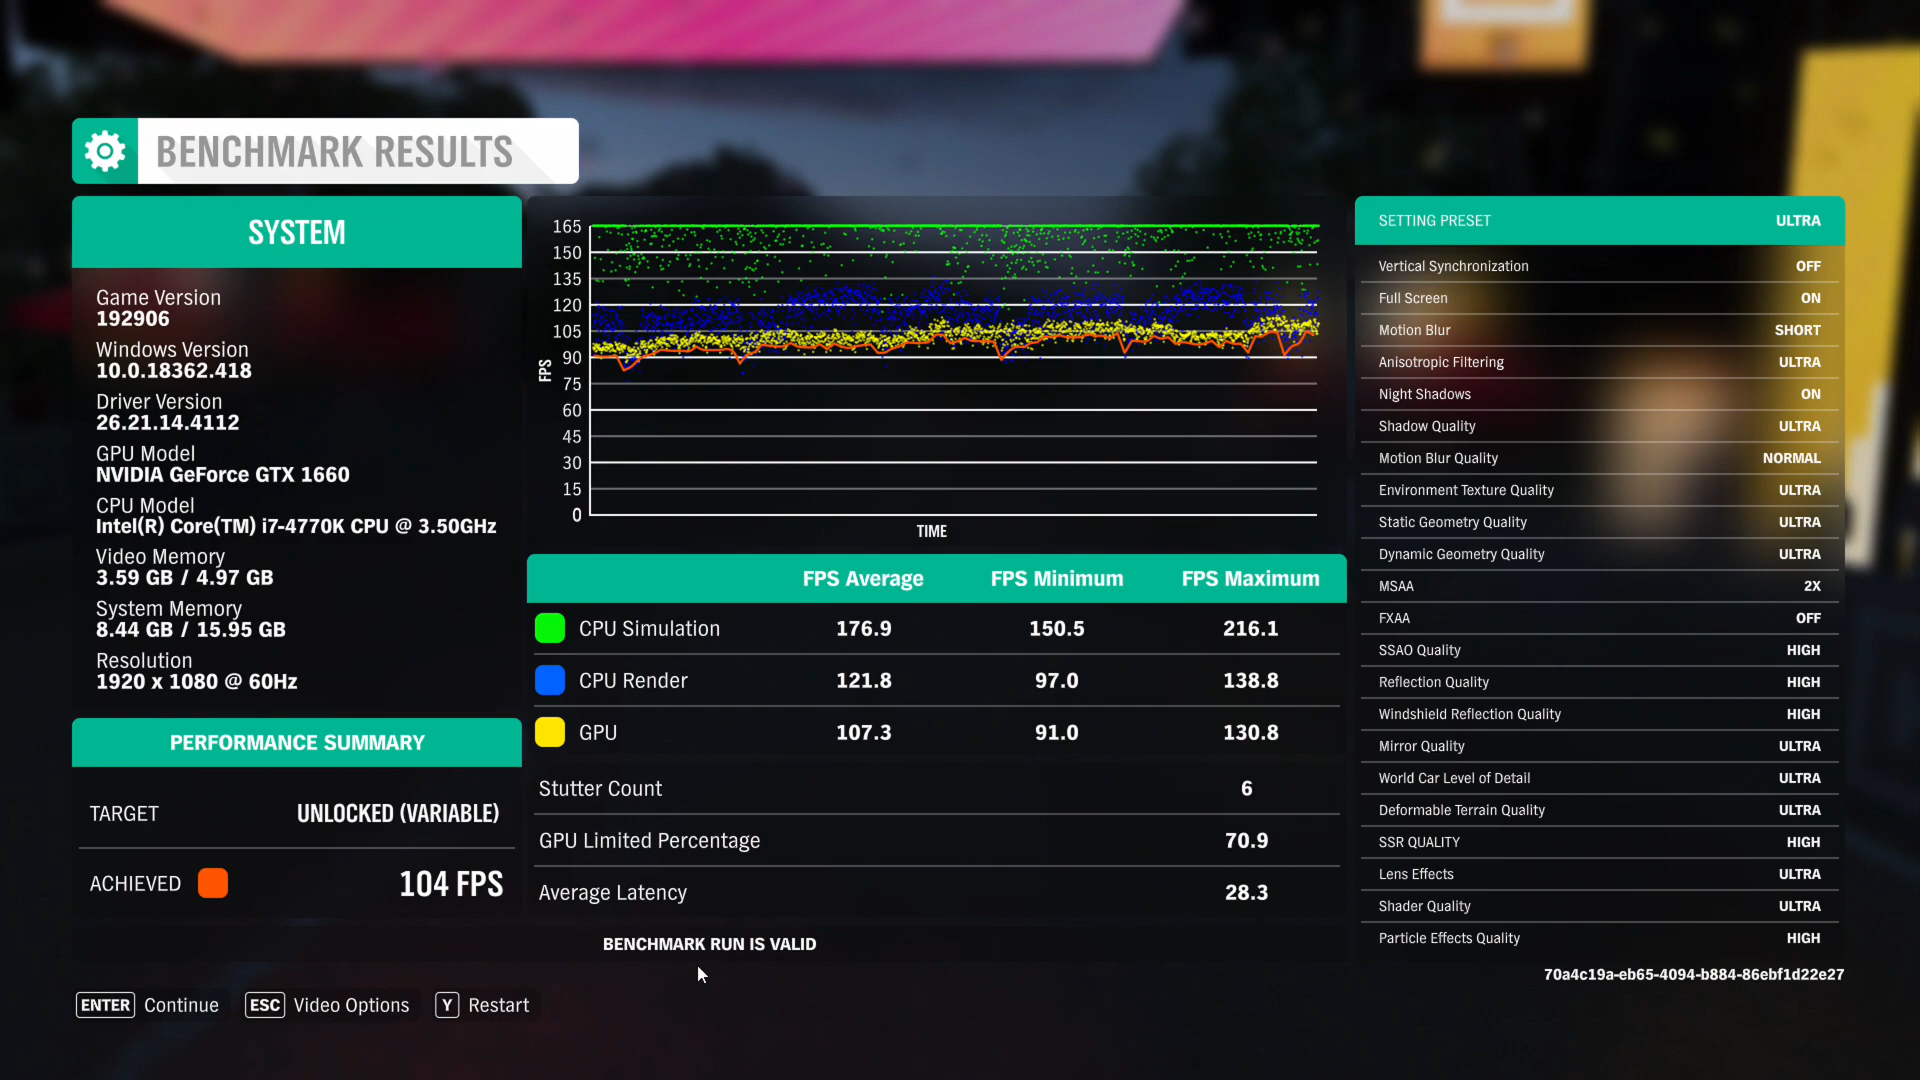 BENCHMARK RESULTS
SYSTEM
Game Version
192906
Windows Version
10.0.18362.418
Driver Version
26.21.14.4112
GPU Model
NVIDIA GeForce GTX 1660
CPU Model
Intel(R) Core(TM) i7-4770K CPU @ 3.50GHz
Video Memory
3.59 GB / 4.97 GB
System Memory
8.44 GB / 15.95 GB
Resolution
1920 x 1080 @ 60Hz
PERFORMANCE SUMMARY
TARGET UNLOCKED (VARIABLE)
ACHIEVED 104 FPS
165
150
135
120
105
90
75
60
45
30
15
0
FPS
TIME
FPS Average FPS Minimum FPS Maximum
CPU Simulation 176.9 150.5 216.1
CPU Render 121.8 97.0 138.8
GPU 107.3 91.0 130.8
Stutter Count 6
GPU Limited Percentage 70.9
Average Latency 28.3
BENCHMARK RUN IS VALID
SETTING PRESET ULTRA
Vertical Synchronization OFF
Full Screen ON
Motion Blur SHORT
Anisotropic Filtering ULTRA
Night Shadows ON
Shadow Quality ULTRA
Motion Blur Quality NORMAL
Environment Texture Quality ULTRA
Static Geometry Quality ULTRA
Dynamic Geometry Quality ULTRA
MSAA 2X
FXAA OFF
SSAO Quality HIGH
Reflection Quality HIGH
Windshield Reflection Quality HIGH
Mirror Quality ULTRA
World Car Level of Detail ULTRA
Deformable Terrain Quality ULTRA
SSR QUALITY HIGH
Lens Effects ULTRA
Shader Quality ULTRA
Particle Effects Quality HIGH
70a4c19a-eb65-4094-b884-86ebf1d22e27
ENTER Continue ESC Video Options Y Restart